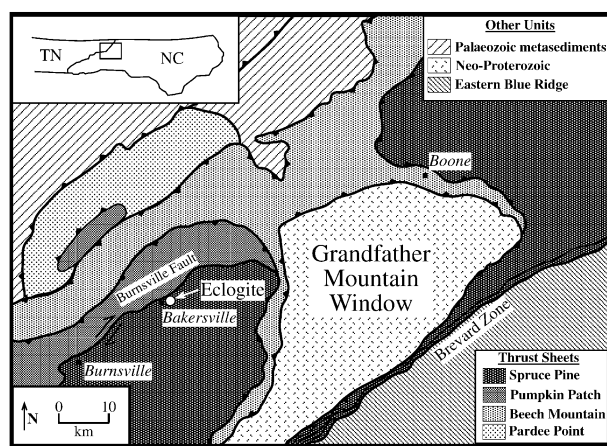 TN
NC
Other Units
Palaeozoic metasediments
Neo-Proterozoic
Eastern Blue Ridge
Boone
Grandfather
Mountain
Window
Burnsville Fault
Eclogite
Bakersville
Burnsville
Brevard Zone
N
0 10
km
Thrust Sheets
Spruce Pine
Pumpkin Patch
Beech Mountain
Pardee Point